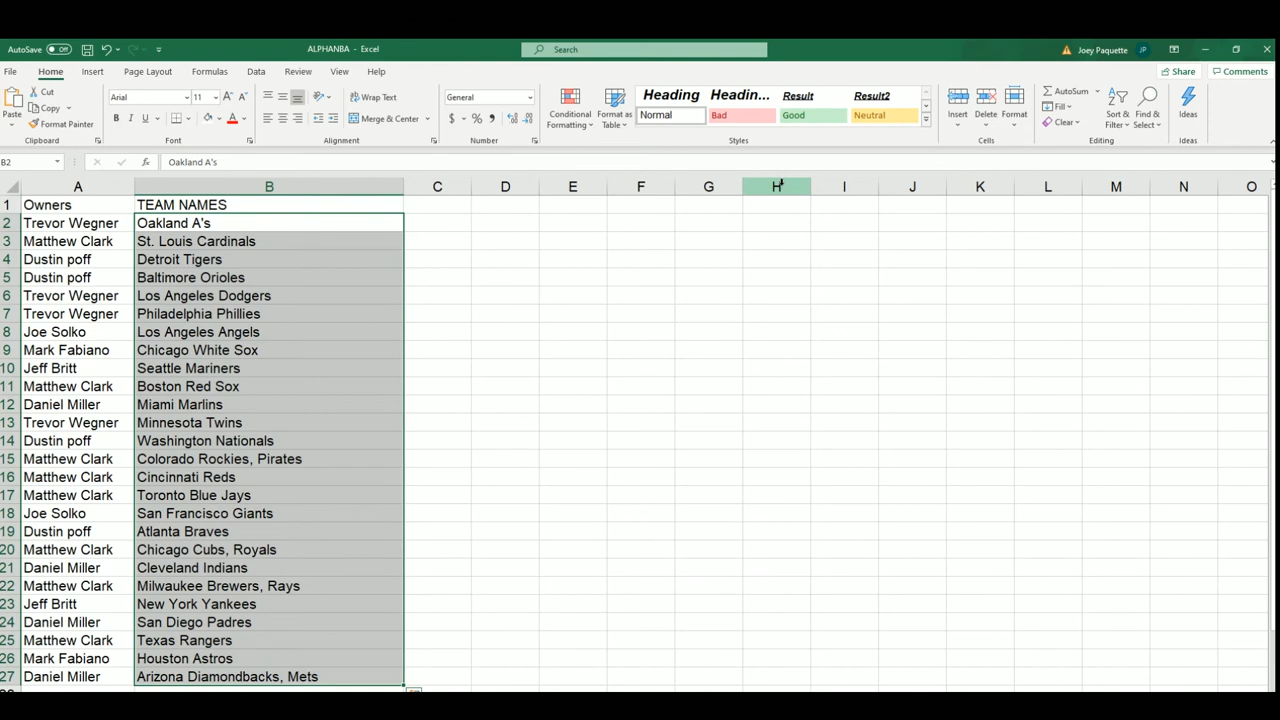 AutoSave Off ALPHANBA - Excel Search Joey Paquette JP
File Home Insert Page Layout Formulas Data Review View Help Share Comments
Cut Arial 11 Wrap Text General Heading Headin... Result Result2 AutoSum
Copy Fill
Paste Format Painter B I U A Merge & Center $ % Conditional Formatting Format as Table Normal Bad Good Neutral Insert Delete Format Clear Sort & Filter Find & Select Ideas
Clipboard Font Alignment Number Styles Cells Editing Ideas
B2 fx Oakland A's
A B C D E F G H I J K L M N O
1 Owners TEAM NAMES
2 Trevor Wegner Oakland A's
3 Matthew Clark St. Louis Cardinals
4 Dustin poff Detroit Tigers
5 Dustin poff Baltimore Orioles
6 Trevor Wegner Los Angeles Dodgers
7 Trevor Wegner Philadelphia Phillies
8 Joe Solko Los Angeles Angels
9 Mark Fabiano Chicago White Sox
10 Jeff Britt Seattle Mariners
11 Matthew Clark Boston Red Sox
12 Daniel Miller Miami Marlins
13 Trevor Wegner Minnesota Twins
14 Dustin poff Washington Nationals
15 Matthew Clark Colorado Rockies, Pirates
16 Matthew Clark Cincinnati Reds
17 Matthew Clark Toronto Blue Jays
18 Joe Solko San Francisco Giants
19 Dustin poff Atlanta Braves
20 Matthew Clark Chicago Cubs, Royals
21 Daniel Miller Cleveland Indians
22 Matthew Clark Milwaukee Brewers, Rays
23 Jeff Britt New York Yankees
24 Daniel Miller San Diego Padres
25 Matthew Clark Texas Rangers
26 Mark Fabiano Houston Astros
27 Daniel Miller Arizona Diamondbacks, Mets